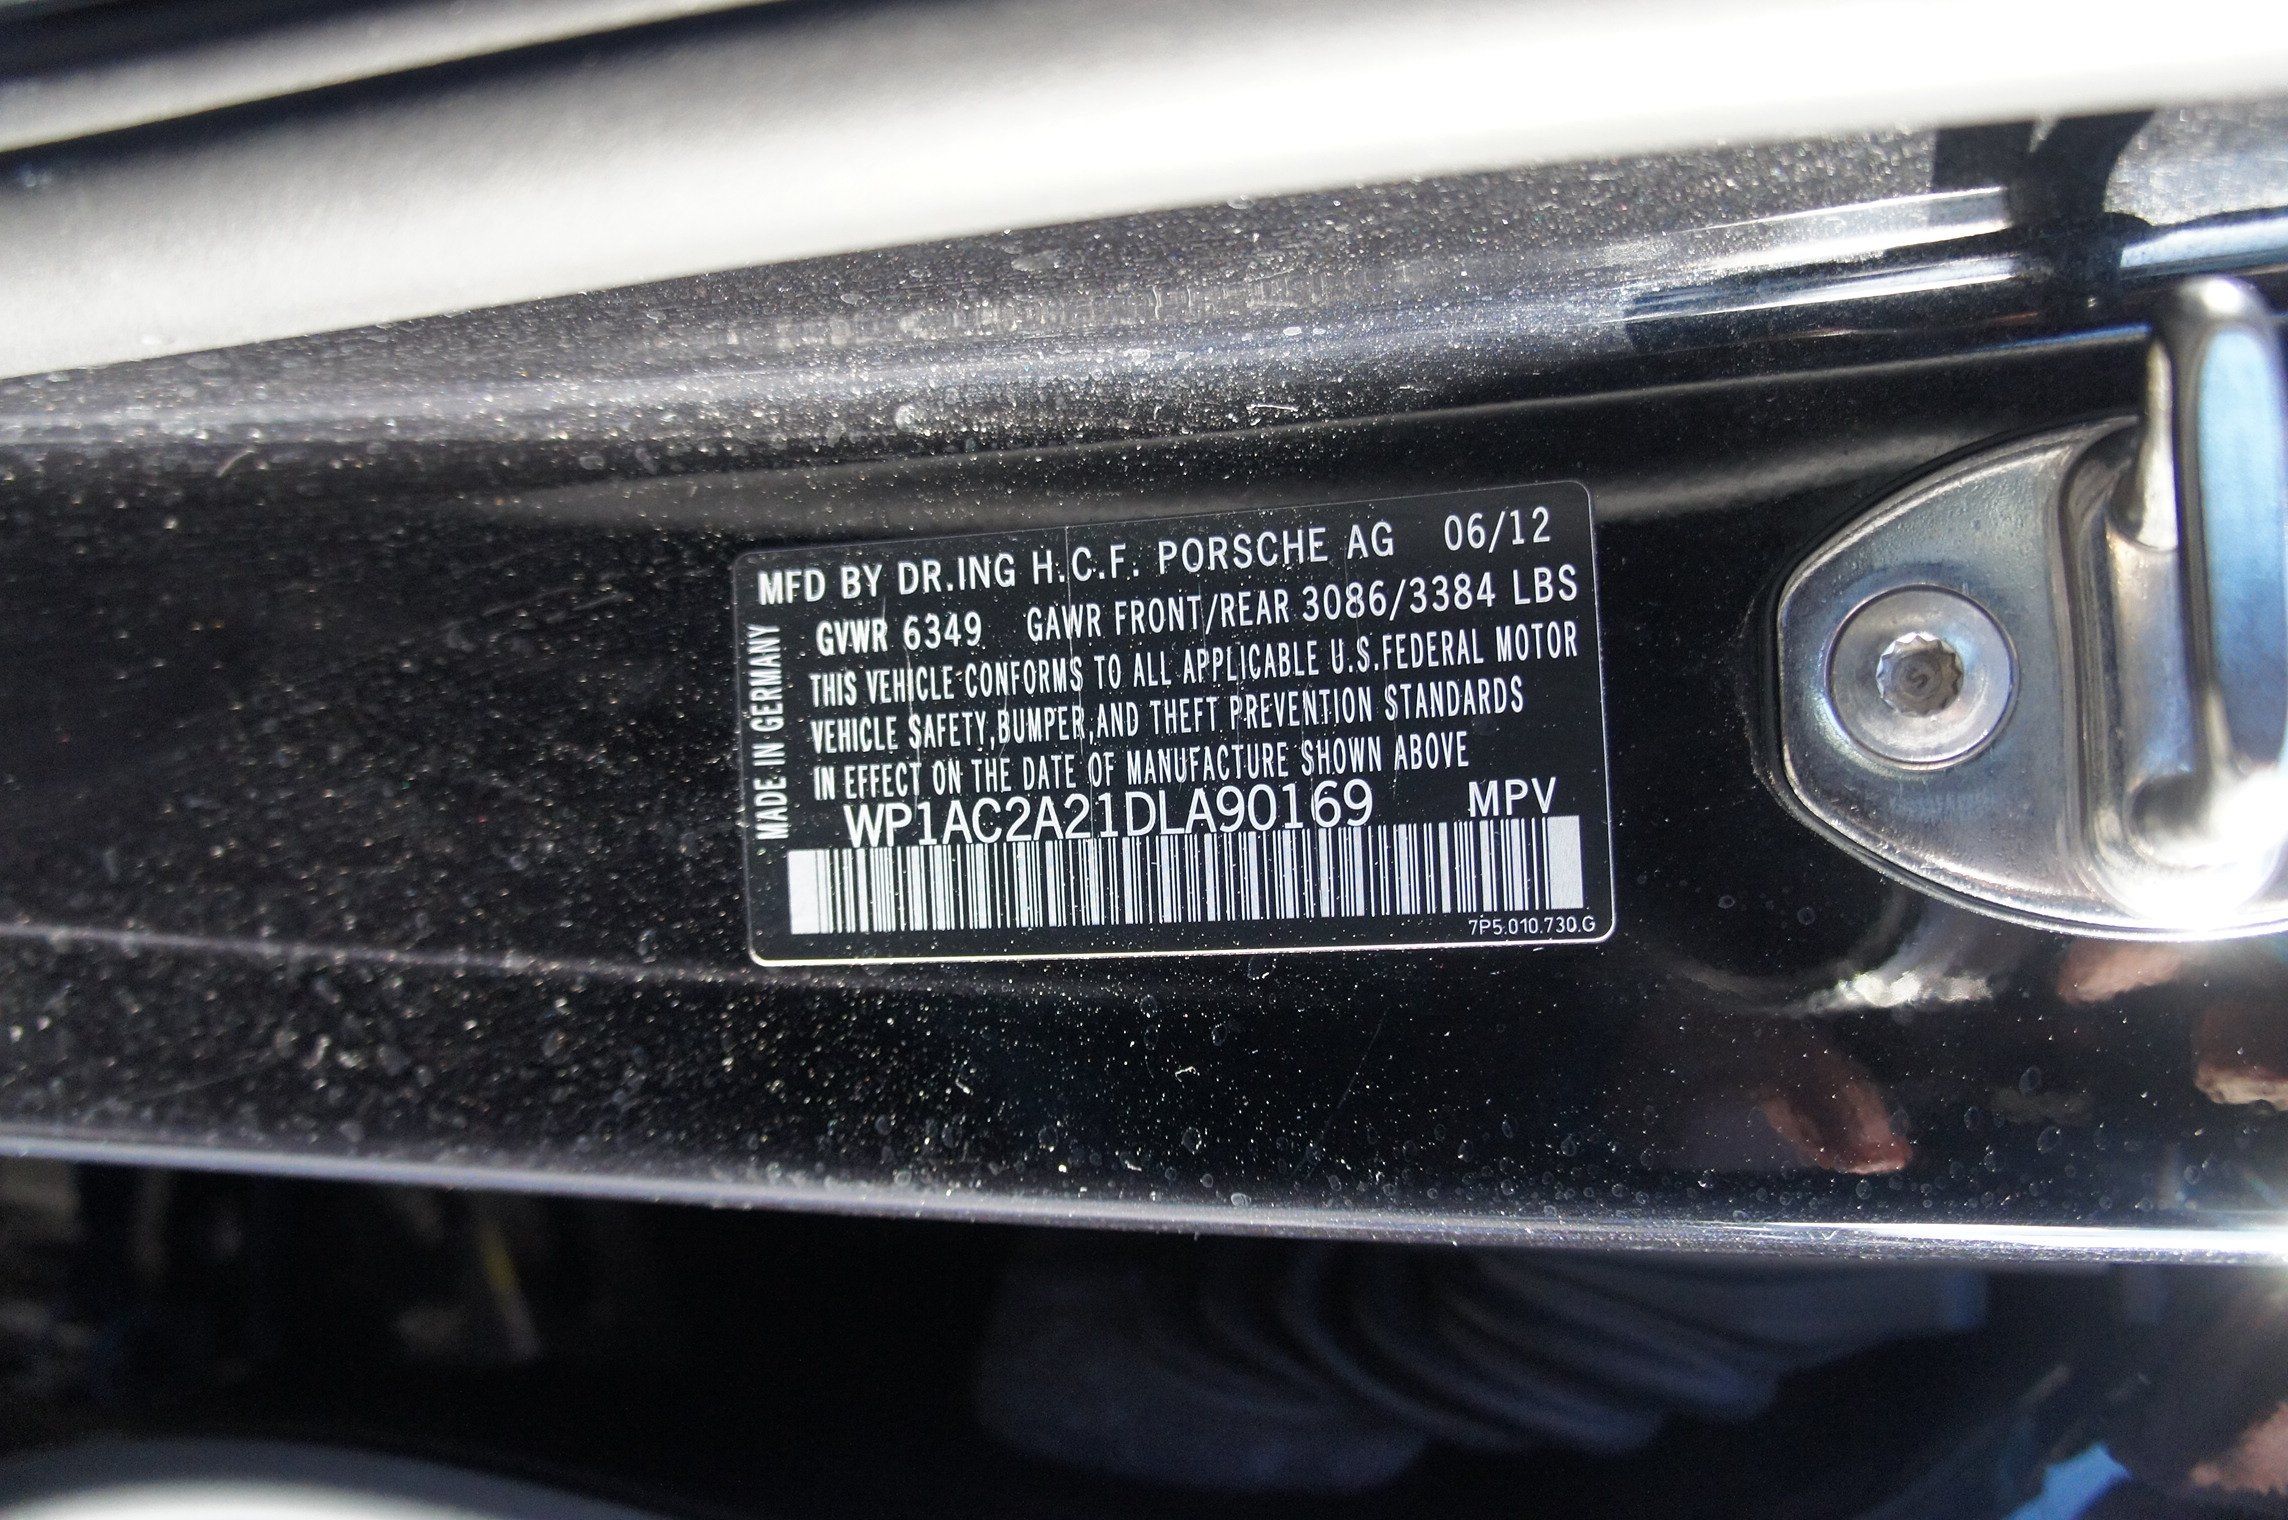 MFD BY DR.ING H.C.F. PORSCHE AG 06/12
GVWR 6349 GAWR FRONT/REAR 3086/3384 LBS
THIS VEHICLE CONFORMS TO ALL APPLICABLE U.S.FEDERAL MOTOR
VEHICLE SAFETY,BUMPER,AND THEFT PREVENTION STANDARDS
IN EFFECT ON THE DATE OF MANUFACTURE SHOWN ABOVE
WP1AC2A21DLA90169 MPV
7P5.010.730.G
MADE IN GERMANY